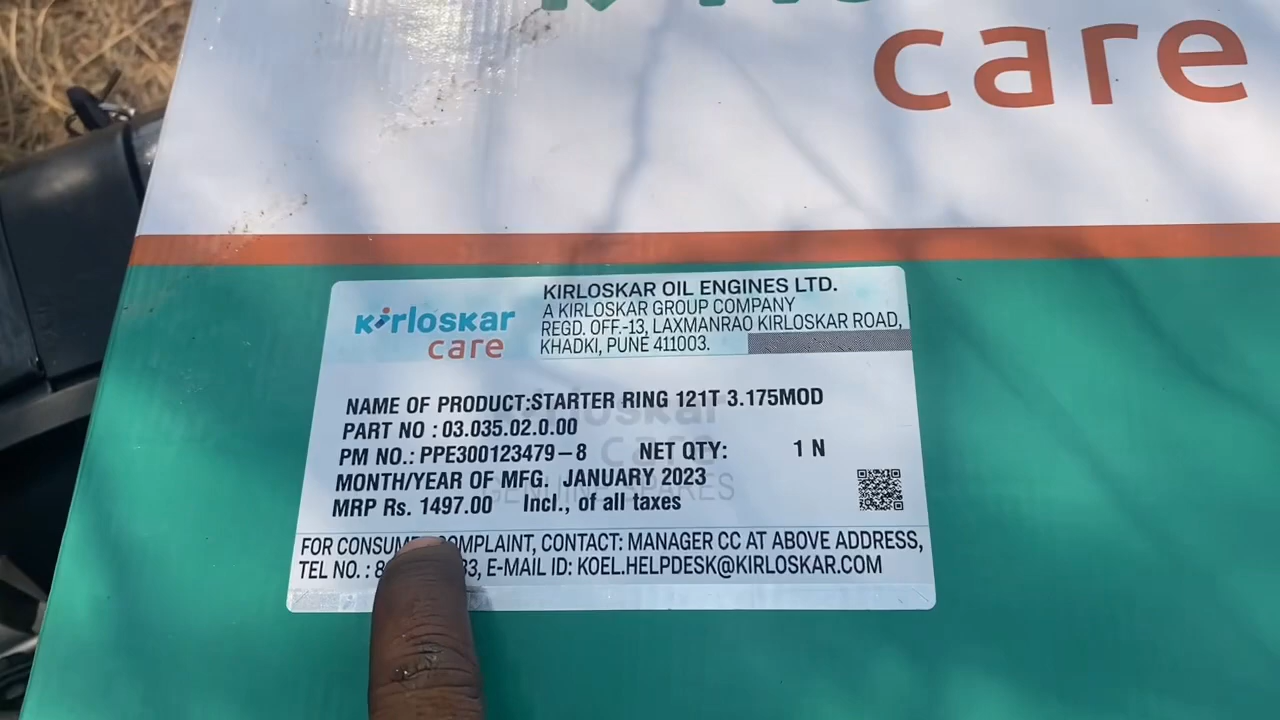 care
Kirloskar
care
KIRLOSKAR OIL ENGINES LTD.
A KIRLOSKAR GROUP COMPANY
REGD. OFF.-13, LAXMANRAO KIRLOSKAR ROAD,
KHADKI, PUNE 411003.
NAME OF PRODUCT:STARTER RING 121T 3.175MOD
PART NO : 03.035.02.0.00
PM NO.: PPE300123479-8 NET QTY: 1 N
MONTH/YEAR OF MFG. JANUARY 2023
MRP Rs. 1497.00 Incl., of all taxes
FOR COMPLAINT, CONTACT: MANAGER CC AT ABOVE ADDRESS,
TEL NO. : E-MAIL ID: KOEL.HELPDESK@KIRLOSKAR.COM